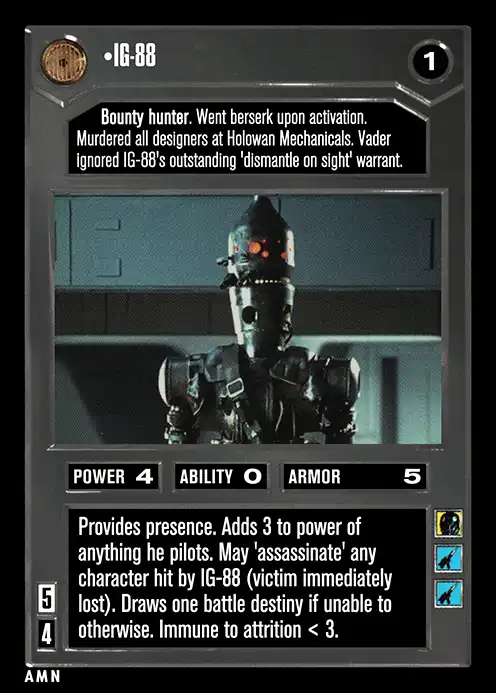 •IG-88
1
Bounty hunter. Went berserk upon activation.
Murdered all designers at Holowan Mechanicals. Vader
ignored IG-88's outstanding 'dismantle on sight' warrant.
POWER 4 ABILITY 0 ARMOR 5
Provides presence. Adds 3 to power of
anything he pilots. May 'assassinate' any
character hit by IG-88 (victim immediately
lost). Draws one battle destiny if unable to
otherwise. Immune to attrition < 3.
5
4
AMN